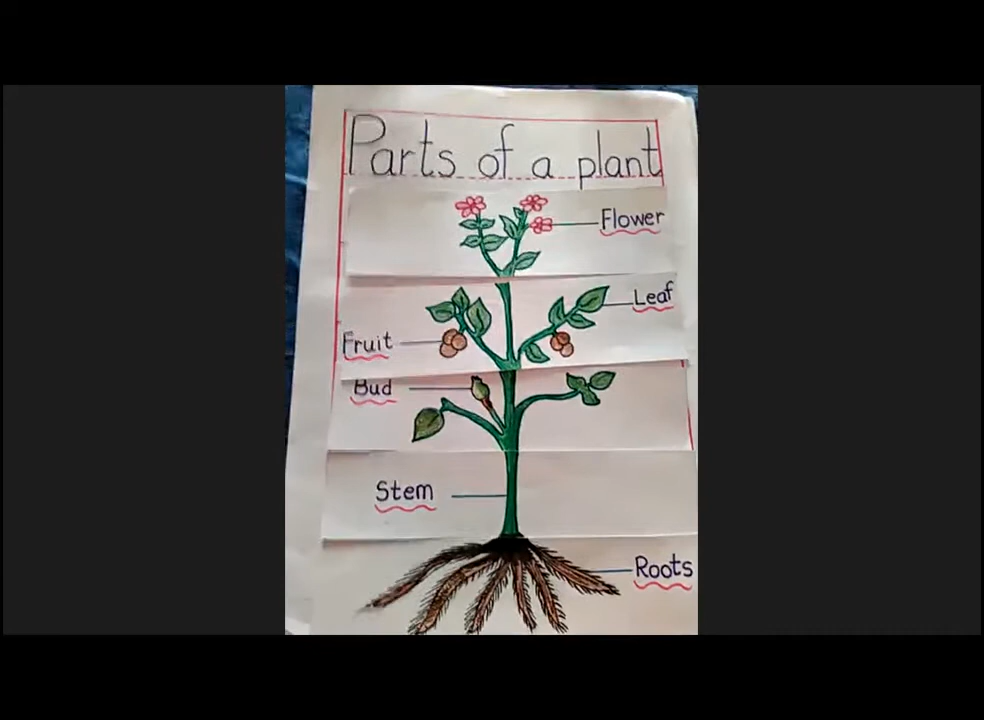 Parts of a plant
Flower
Leaf
Fruit
Bud
Stem
Roots